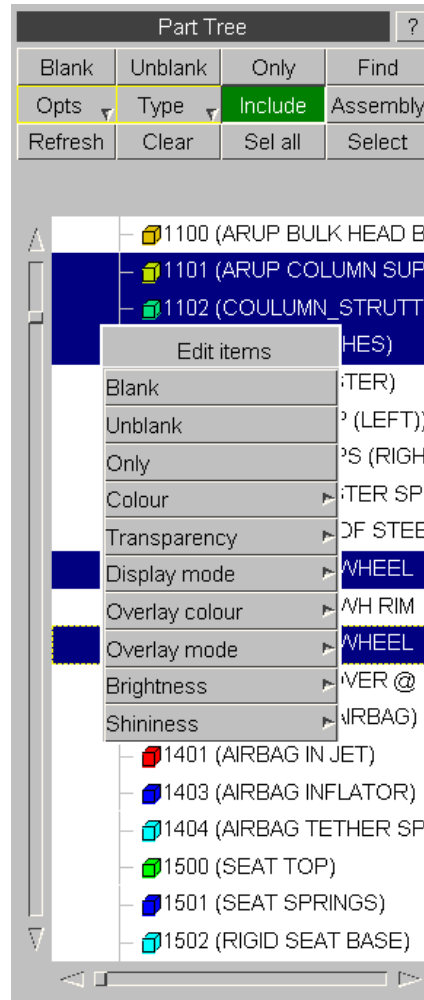 Part Tree ?
Blank Unblank Only Find
Opts Type Include Assembly
Refresh Clear Sel all Select
1100 (ARUP BULK HEAD B
1101 (ARUP COLUMN SUP
1102 (COULUMN_STRUTT
Edit items HES)
Blank TER)
Unblank (LEFT))
Only PS (RIGH
Colour TER SP
Transparency OF STEE
Display mode WHEEL
Overlay colour WH RIM
Overlay mode WHEEL
Brightness VER @
Shininess AIRBAG)
1401 (AIRBAG IN JET)
1403 (AIRBAG INFLATOR)
1404 (AIRBAG TETHER SP
1500 (SEAT TOP)
1501 (SEAT SPRINGS)
1502 (RIGID SEAT BASE)